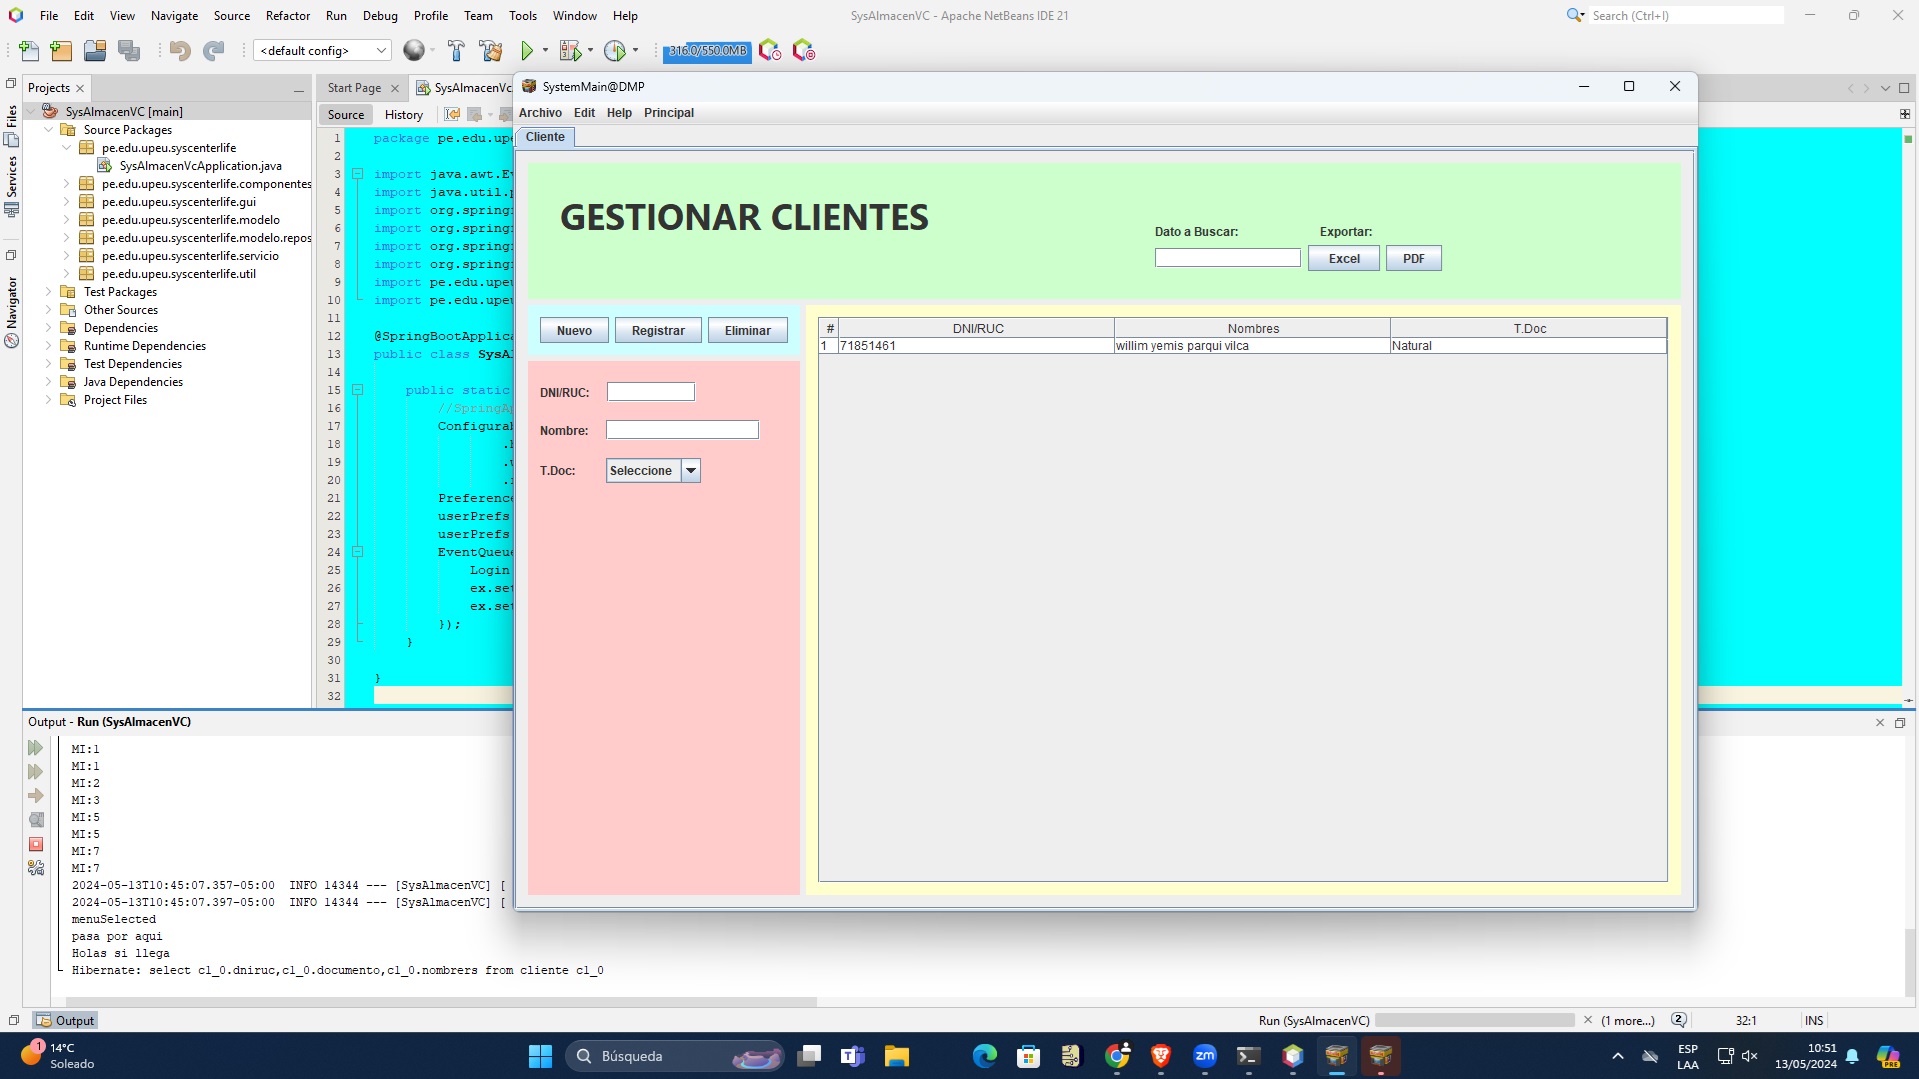 File Edit View Navigate Source Refactor Run Debug Profile Team Tools Window Help
SysAlmacenVC - Apache NetBeans IDE 21
Search (Ctrl+I)
<default config>
316.0/550.0MB
Projects
Start Page
SysAlmacenVc
Files
Services
Navigator
SysAlmacenVC [main]
Source Packages
pe.edu.upeu.syscenterlife
SysAlmacenVcApplication.java
pe.edu.upeu.syscenterlife.componentes
pe.edu.upeu.syscenterlife.gui
pe.edu.upeu.syscenterlife.modelo
pe.edu.upeu.syscenterlife.modelo.repos
pe.edu.upeu.syscenterlife.servicio
pe.edu.upeu.syscenterlife.util
Test Packages
Other Sources
Dependencies
Runtime Dependencies
Test Dependencies
Java Dependencies
Project Files
Source History
1 package pe.edu.upe
2
3 import java.awt.E
4 import java.util.
5 import org.spring
6 import org.spring
7 import org.spring
8 import org.spring
9 import pe.edu.upe
10 import pe.edu.upe
11
12 @SpringBootApplica
13 public class SysA
14
15 public static
16 //SpringAp
17 Configura
18 .
19 .
20 .
21 Preference
22 userPrefs
23 userPrefs
24 EventQueue
25 Login
26 ex.set
27 ex.set
28 });
29 }
30
31 }
32
SystemMain@DMP
Archivo Edit Help Principal
Cliente
GESTIONAR CLIENTES
Dato a Buscar: Exportar:
Excel PDF
Nuevo Registrar Eliminar
DNI/RUC:
Nombre:
T.Doc: Seleccione
# DNI/RUC Nombres T.Doc
1 71851461 willim yemis parqui vilca Natural
Output - Run (SysAlmacenVC)
MI:1
MI:1
MI:2
MI:3
MI:5
MI:5
MI:7
MI:7
2024-05-13T10:45:07.357-05:00 INFO 14344 --- [SysAlmacenVC] [
2024-05-13T10:45:07.397-05:00 INFO 14344 --- [SysAlmacenVC] [
menuSelected
pasa por aqui
Holas si llega
Hibernate: select c1_0.dniruc,c1_0.documento,c1_0.nombrers from cliente c1_0
Output
Run (SysAlmacenVC)
(1 more...)
2
32:1
INS
1
14°C
Soleado
Búsqueda
zm
ESP
LAA
10:51
13/05/2024
PRE